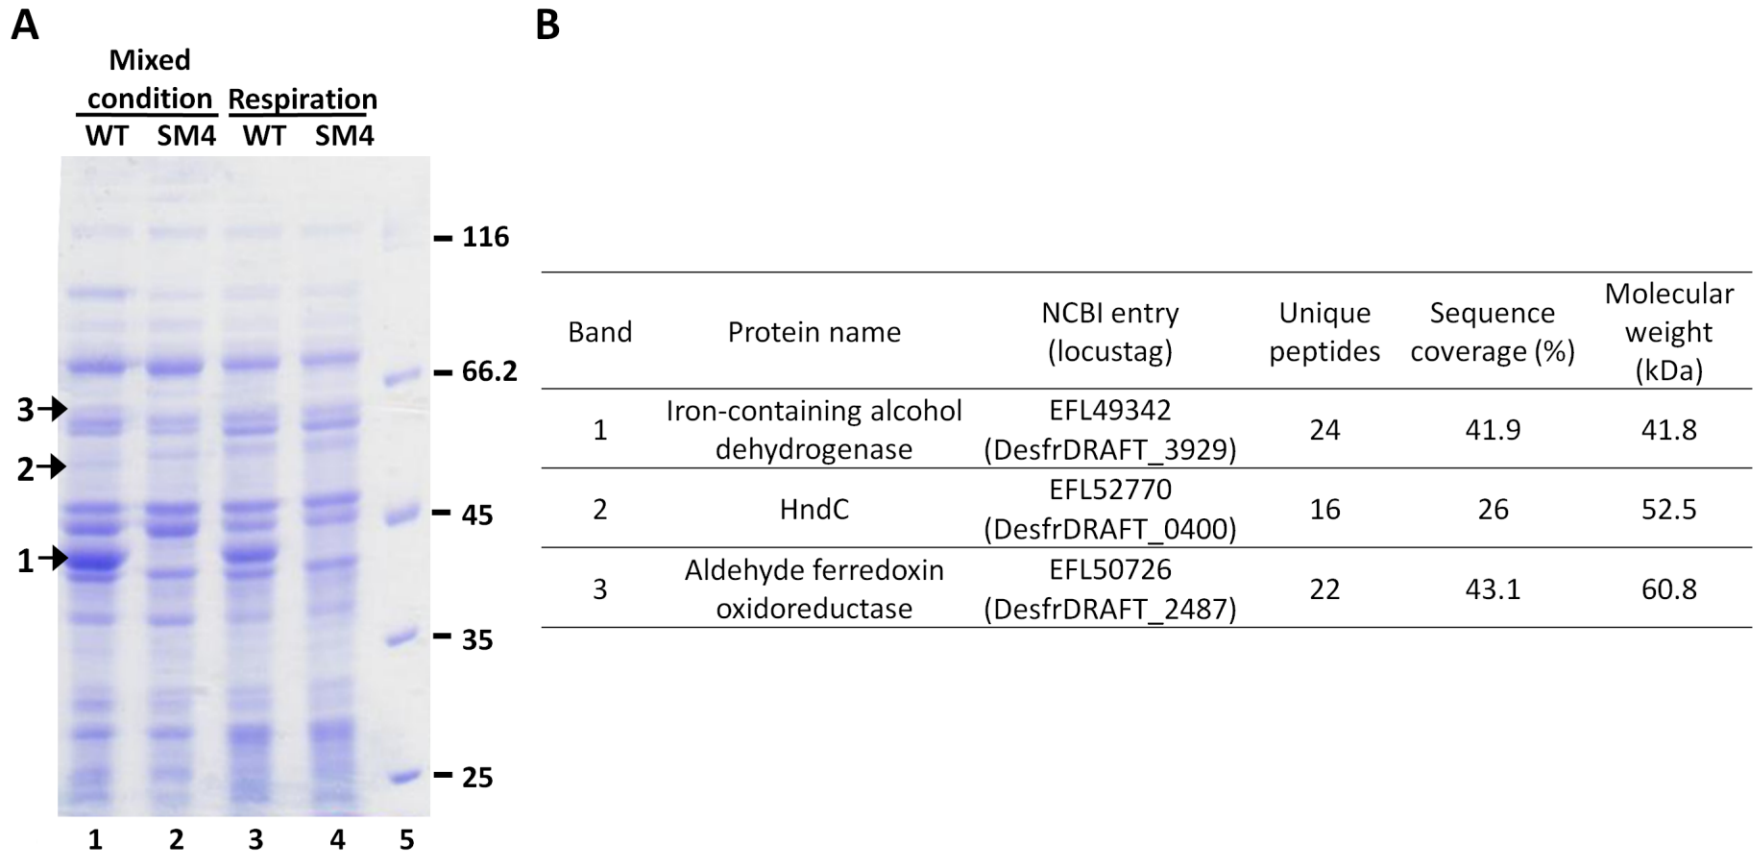 A
Mixed
condition Respiration
WT SM4 WT SM4
116
66.2
3
2
45
1
35
25
1 2 3 4 5
B
Band Protein name NCBI entry (locustag) Unique peptides Sequence coverage (%) Molecular weight (kDa)
1 Iron-containing alcohol dehydrogenase EFL49342 (DesfrDRAFT_3929) 24 41.9 41.8
2 HndC EFL52770 (DesfrDRAFT_0400) 16 26 52.5
3 Aldehyde ferredoxin oxidoreductase EFL50726 (DesfrDRAFT_2487) 22 43.1 60.8